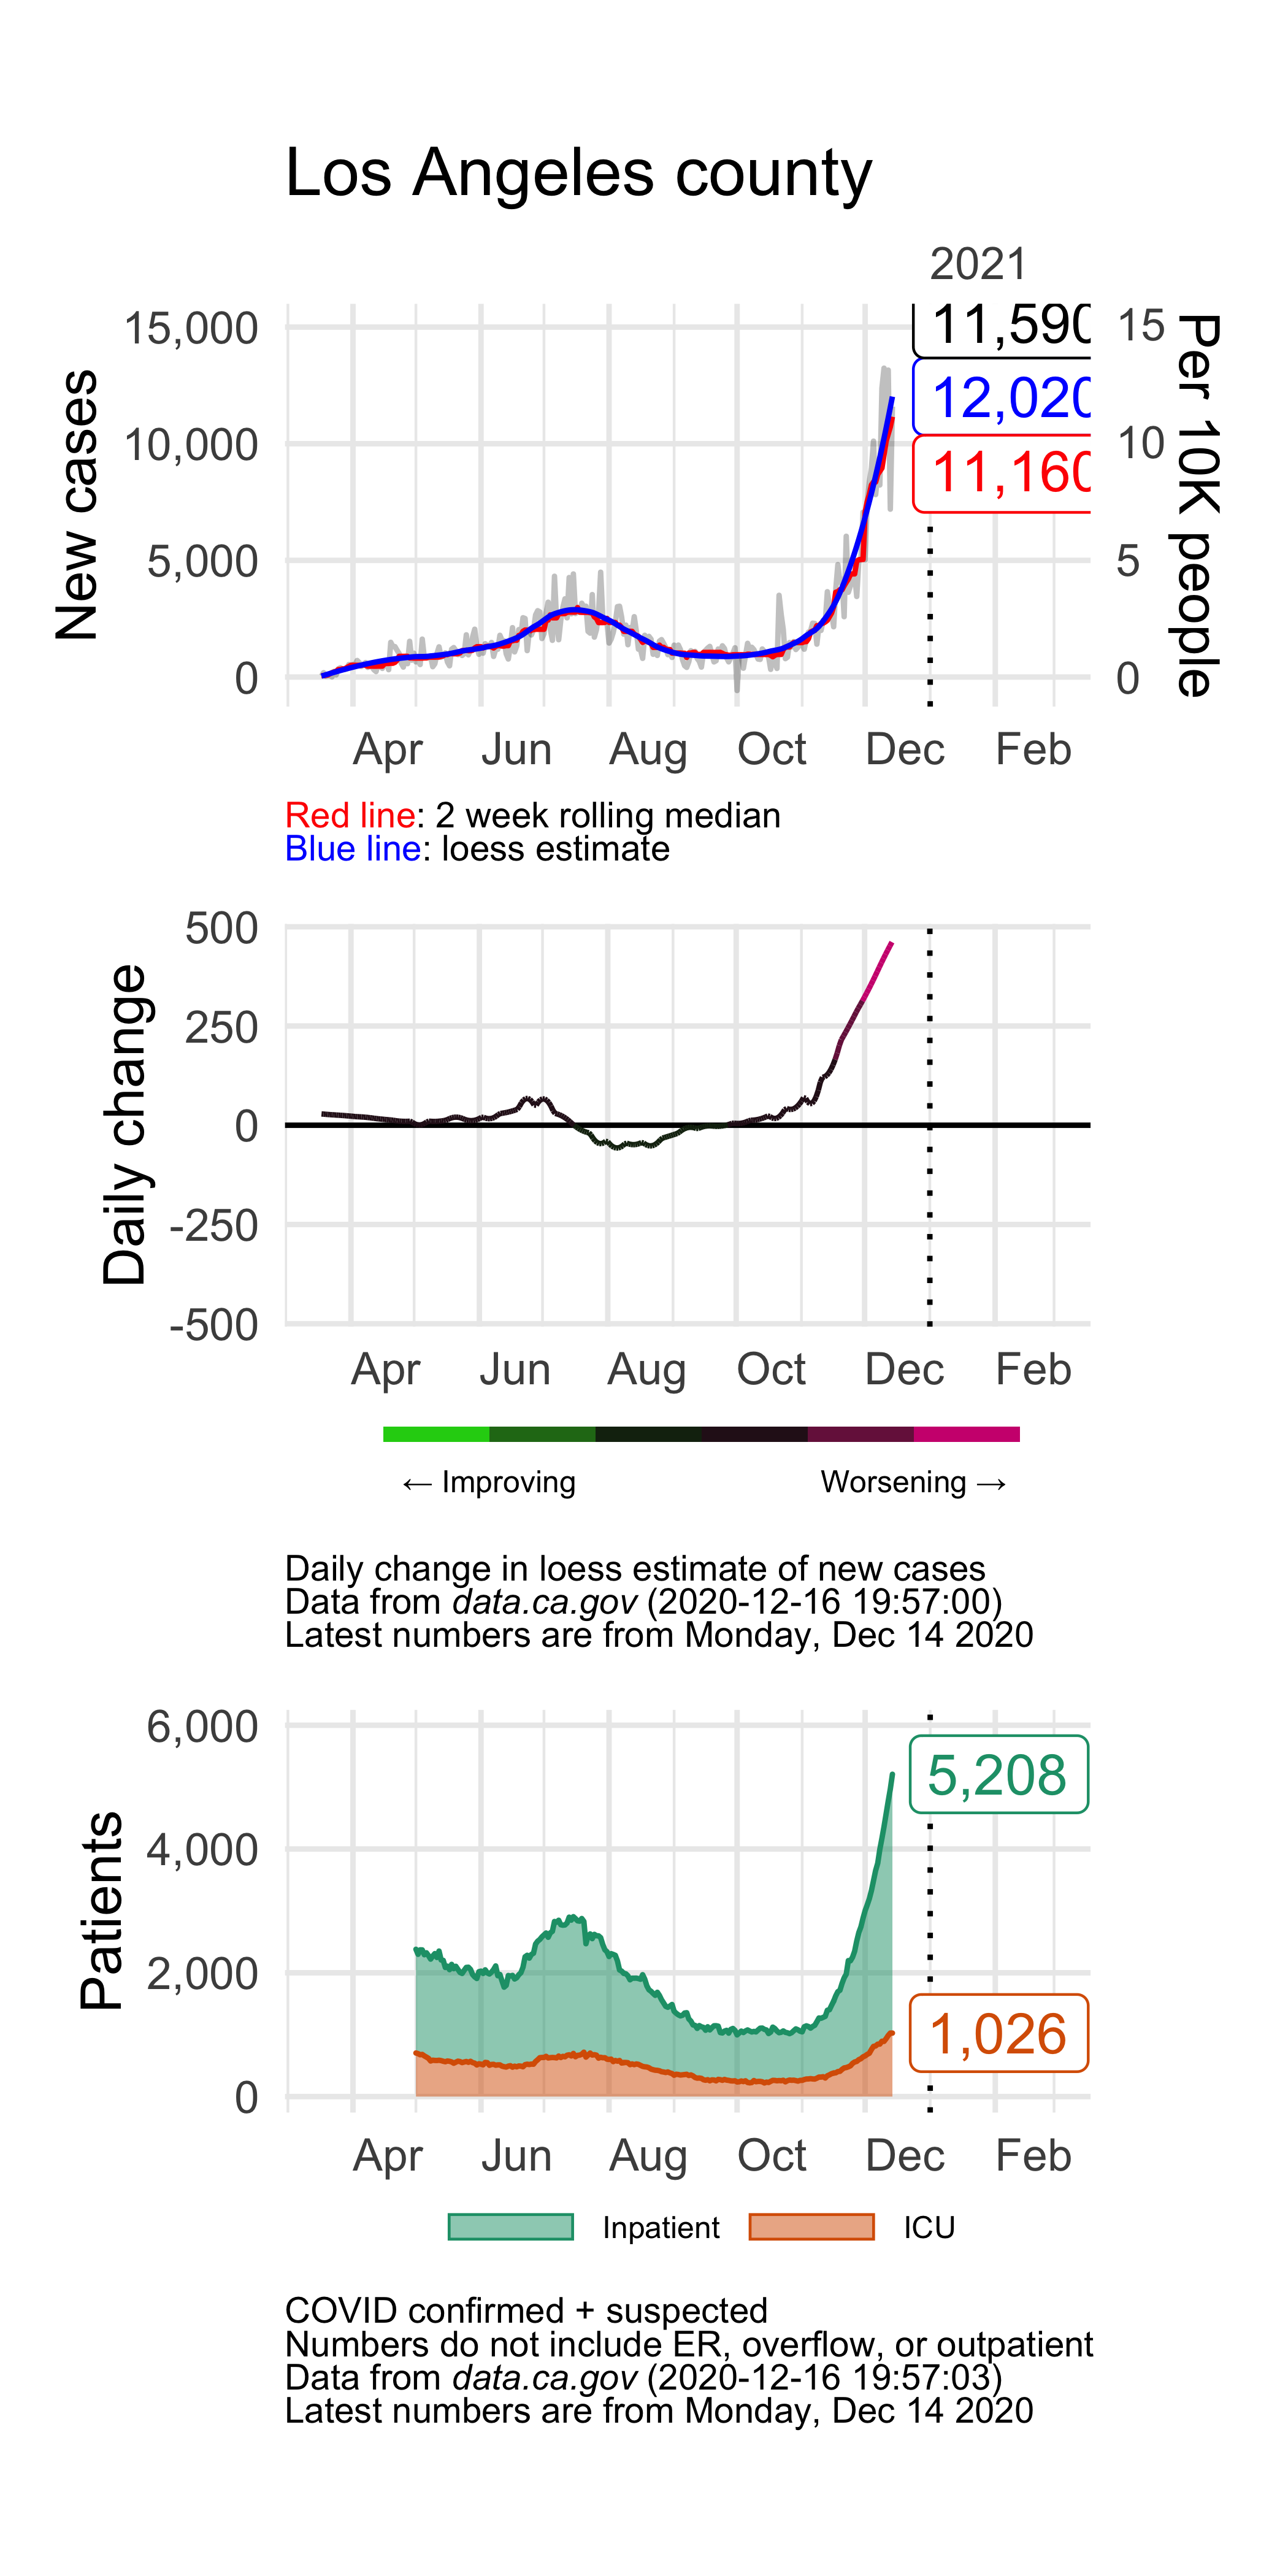 Los Angeles county
2021
15,000
10,000
5,000
0
New cases
11,590
12,020
11,160
15
10
5
0
Per 10K people
Apr Jun Aug Oct Dec Feb
Red line: 2 week rolling median
Blue line: loess estimate
500
250
0
-250
-500
Daily change
Apr Jun Aug Oct Dec Feb
← Improving Worsening →
Daily change in loess estimate of new cases
Data from data.ca.gov (2020-12-16 19:57:00)
Latest numbers are from Monday, Dec 14 2020
6,000
4,000
2,000
0
Patients
5,208
1,026
Apr Jun Aug Oct Dec Feb
Inpatient ICU
COVID confirmed + suspected
Numbers do not include ER, overflow, or outpatient
Data from data.ca.gov (2020-12-16 19:57:03)
Latest numbers are from Monday, Dec 14 2020